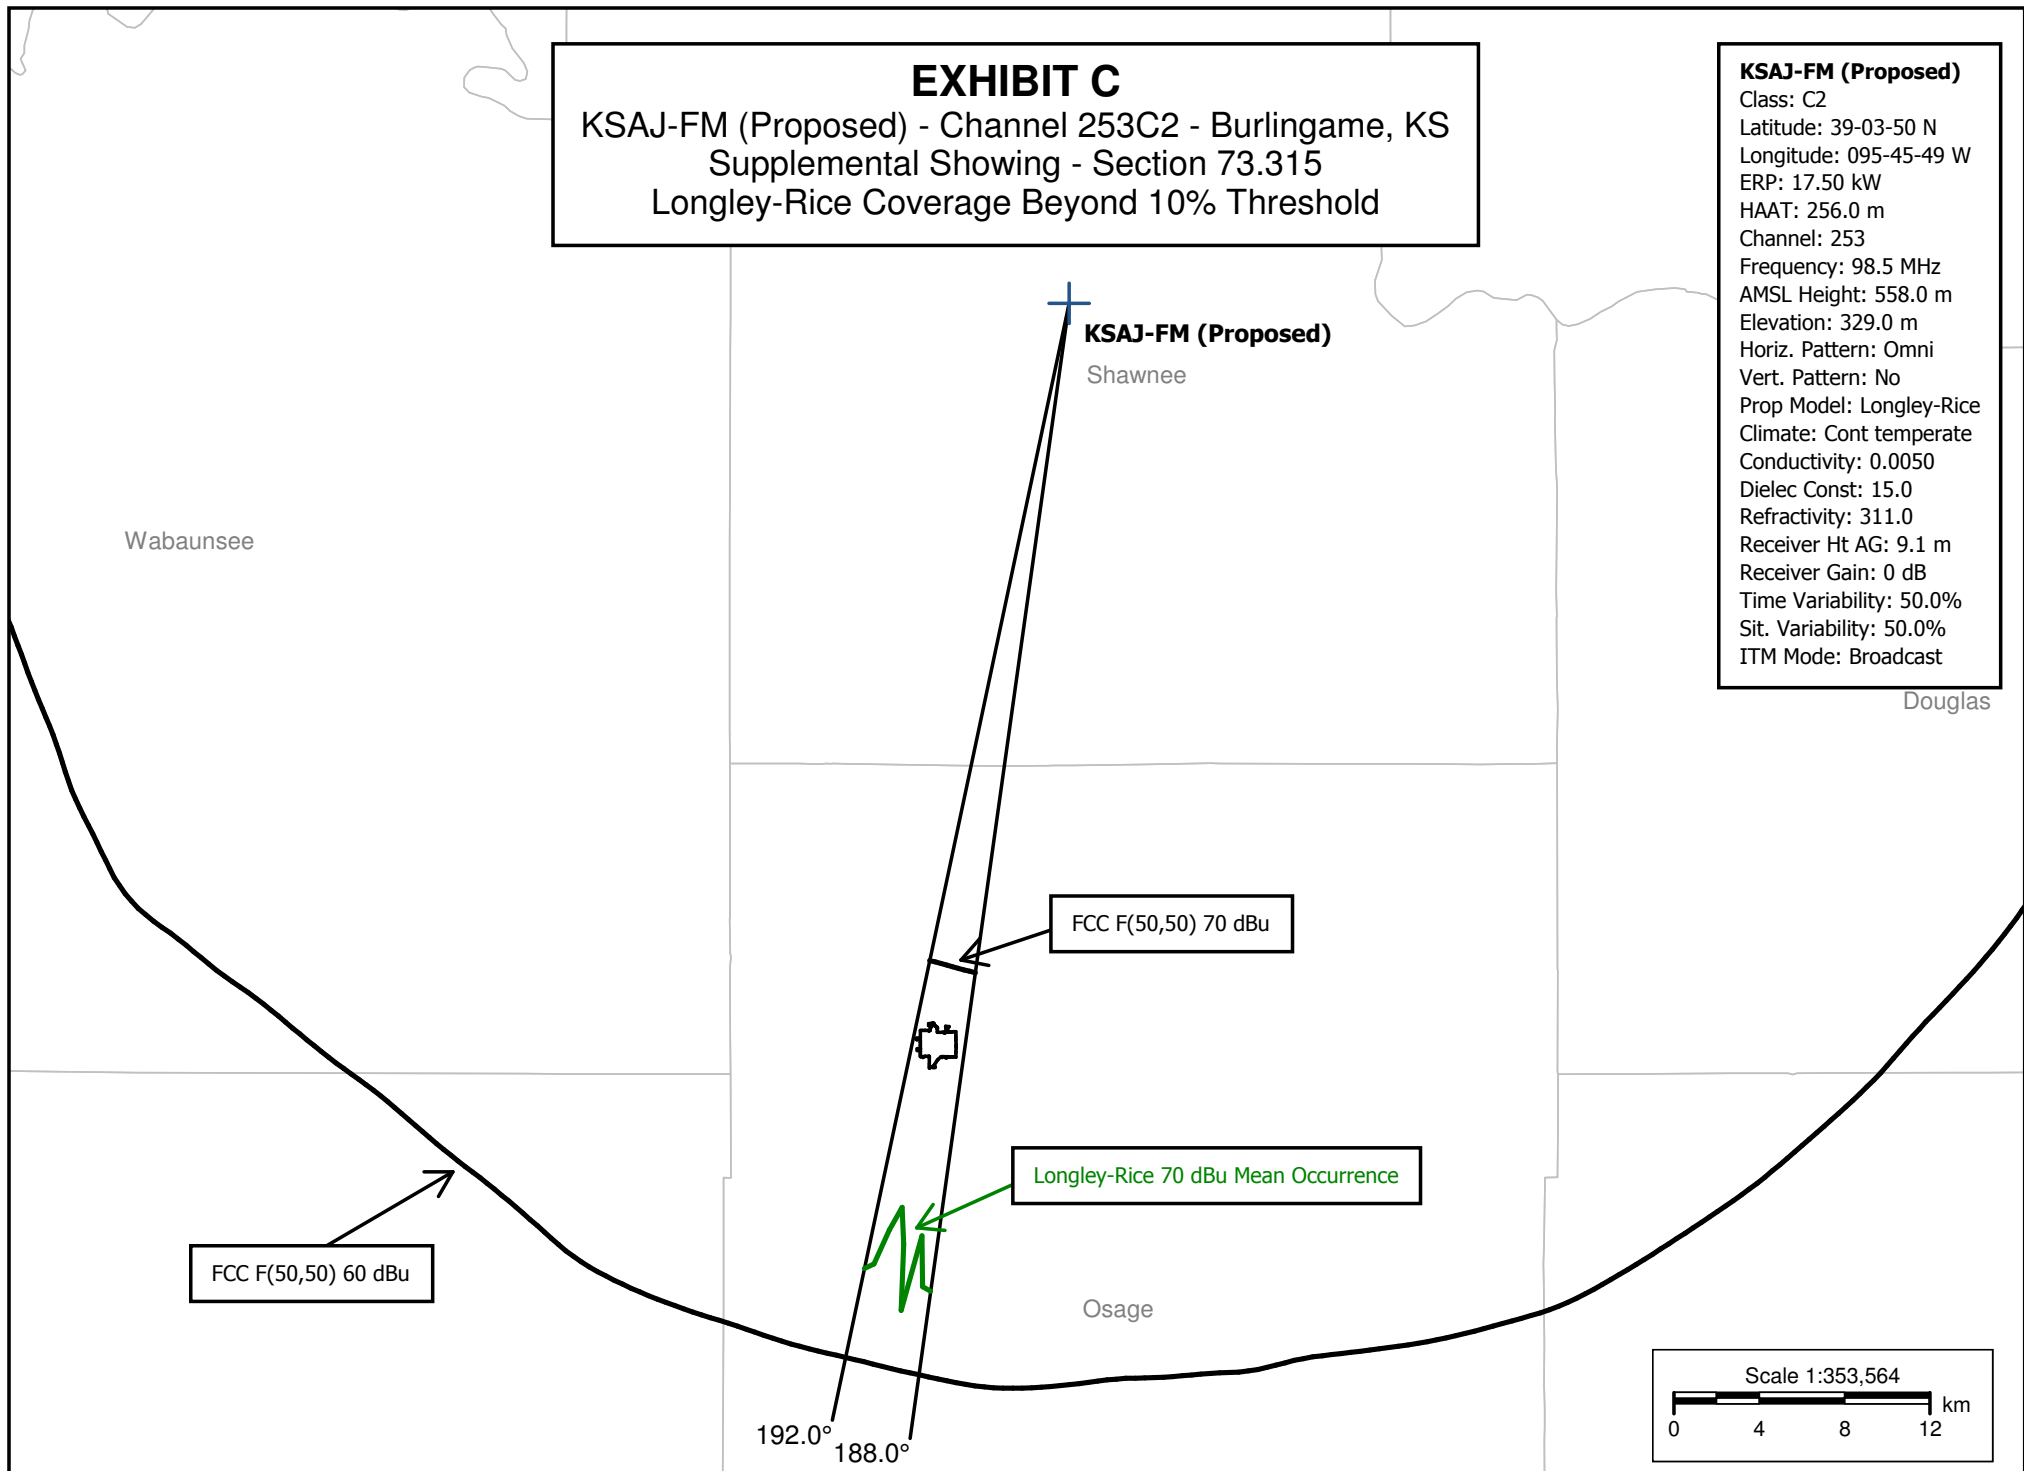 EXHIBIT C
KSAJ-FM (Proposed) - Channel 253C2 - Burlingame, KS
Supplemental Showing - Section 73.315
Longley-Rice Coverage Beyond 10% Threshold
KSAJ-FM (Proposed)
Class: C2
Latitude: 39-03-50 N
Longitude: 095-45-49 W
ERP: 17.50 kW
HAAT: 256.0 m
Channel: 253
Frequency: 98.5 MHz
AMSL Height: 558.0 m
Elevation: 329.0 m
Horiz. Pattern: Omni
Vert. Pattern: No
Prop Model: Longley-Rice
Climate: Cont temperate
Conductivity: 0.0050
Dielec Const: 15.0
Refractivity: 311.0
Receiver Ht AG: 9.1 m
Receiver Gain: 0 dB
Time Variability: 50.0%
Sit. Variability: 50.0%
ITM Mode: Broadcast
KSAJ-FM (Proposed)
Shawnee
Wabaunsee
Douglas
FCC F(50,50) 70 dBu
Longley-Rice 70 dBu Mean Occurrence
FCC F(50,50) 60 dBu
Osage
192.0°
188.0°
Scale 1:353,564
km
0 4 8 12